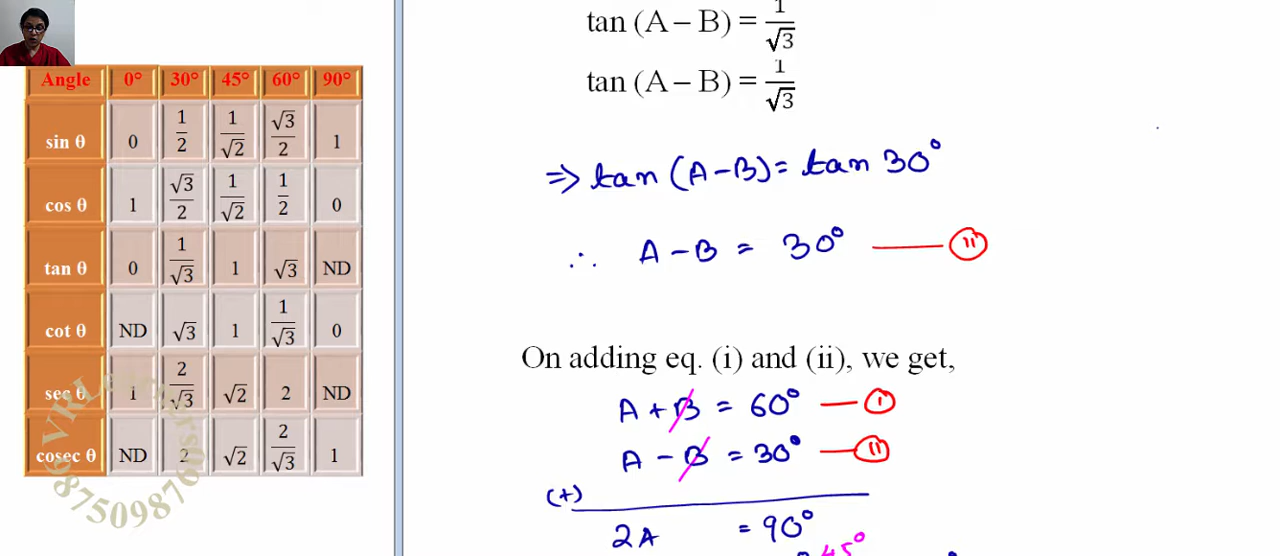 Angle 0° 30° 45° 60° 90°
sin θ 0 1/2 1/√2 √3/2 1
cos θ 1 √3/2 1/√2 1/2 0
tan θ 0 1/√3 1 √3 ND
cot θ ND √3 1 1/√3 0
sec θ 1 2/√3 √2 2 ND
cosec θ ND 2 √2 2/√3 1
tan (A – B) = 1/√3
tan (A – B) = 1/√3
⇒ tan (A – B) = tan 30°
∴ A – B = 30° — (ii)
On adding eq. (i) and (ii), we get,
A + B = 60° — (i)
A – B = 30° — (ii)
(+)
2A = 90°
45°